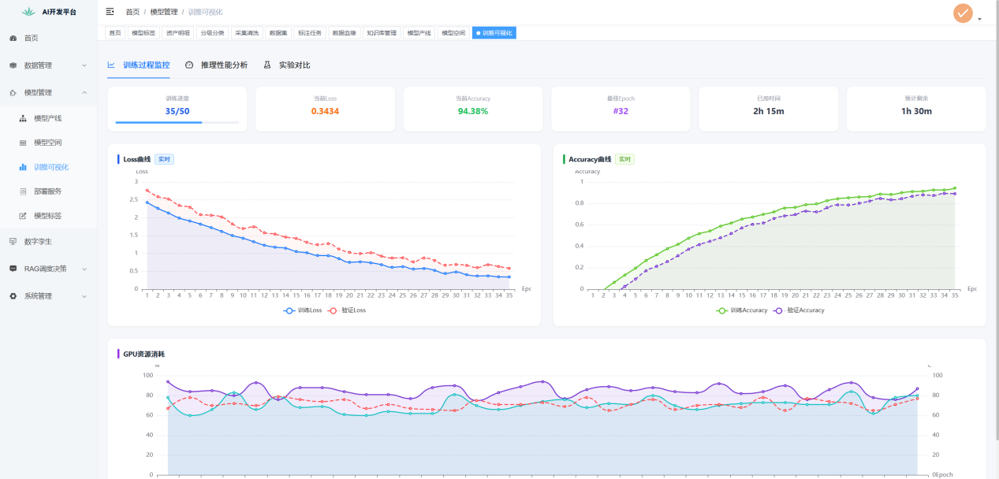 AI开发平台
首页 / 模型管理 / 训推可视化
首页 模型标签 资产明细 分级分类 采集清洗 数据集 标注任务 数据血缘 知识库管理 模型产线 模型空间 训推可视化
首页
数据管理
模型管理
模型产线
模型空间
训推可视化
部署服务
模型标签
数字孪生
RAG调度决策
系统管理
训练过程监控 推理性能分析 实验对比
训练进度
35/50
当前Loss
0.3434
当前Accuracy
94.38%
最佳Epoch
#32
已用时间
2h 15m
预计剩余
1h 30m
Loss曲线 实时
Loss
3
2.5
2
1.5
1
0.5
0
1 2 3 4 5 6 7 8 9 10 11 12 13 14 15 16 17 18 19 20 21 22 23 24 25 26 27 28 29 30 31 32 33 34 35
Epc
训练Loss 验证Loss
Accuracy曲线 实时
Accuracy
1
0.8
0.6
0.4
0.2
0
1 2 3 4 5 6 7 8 9 10 11 12 13 14 15 16 17 18 19 20 21 22 23 24 25 26 27 28 29 30 31 32 33 34 35
Epc
训练Accuracy 验证Accuracy
GPU资源消耗
%
100 100
80 80
60 60
40 40
20 20
0 0Epoch